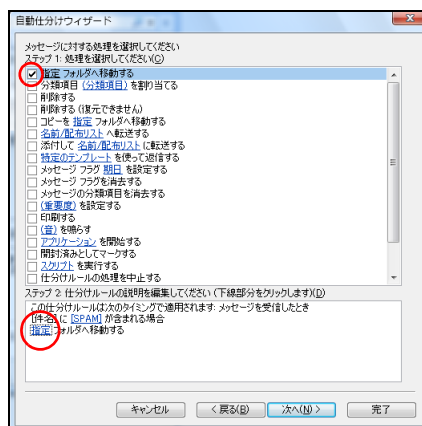 自動仕分けウィザード
メッセージに対する処理を選択してください
ステップ 1: 処理を選択してください(C)
指定 フォルダへ移動する
分類項目 (分類項目) を割り当てる
削除する
削除する (復元できません)
コピーを 指定 フォルダへ移動する
名前/配布リスト へ転送する
添付して 名前/配布リスト に転送する
特定のテンプレート を使って返信する
メッセージ フラグ 期日 を設定する
メッセージ フラグを消去する
メッセージの分類項目を消去する
(重要度) を設定する
印刷する
(音) を鳴らす
アプリケーション を開始する
開封済みとしてマークする
スクリプト を実行する
仕分けルールの処理を中止する
ステップ 2: 仕分けルールの説明を編集してください (下線部分をクリックします)(D)
この仕分けルールは次のタイミングで適用されます: メッセージを受信したとき
[件名] に [SPAM] が含まれる場合
指定 フォルダへ移動する
キャンセル
< 戻る(B)
次へ(N) >
完了